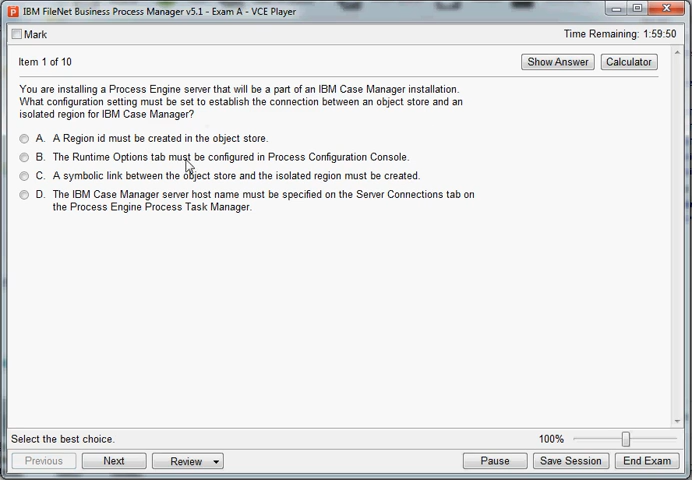 IBM FileNet Business Process Manager v5.1 - Exam A - VCE Player
Mark
Time Remaining: 1:59:50
Item 1 of 10
Show Answer
Calculator
You are installing a Process Engine server that will be a part of an IBM Case Manager installation.
What configuration setting must be set to establish the connection between an object store and an
isolated region for IBM Case Manager?
A. A Region id must be created in the object store.
B. The Runtime Options tab must be configured in Process Configuration Console.
C. A symbolic link between the object store and the isolated region must be created.
D. The IBM Case Manager server host name must be specified on the Server Connections tab on
the Process Engine Process Task Manager.
Select the best choice.
100%
Previous
Next
Review
Pause
Save Session
End Exam